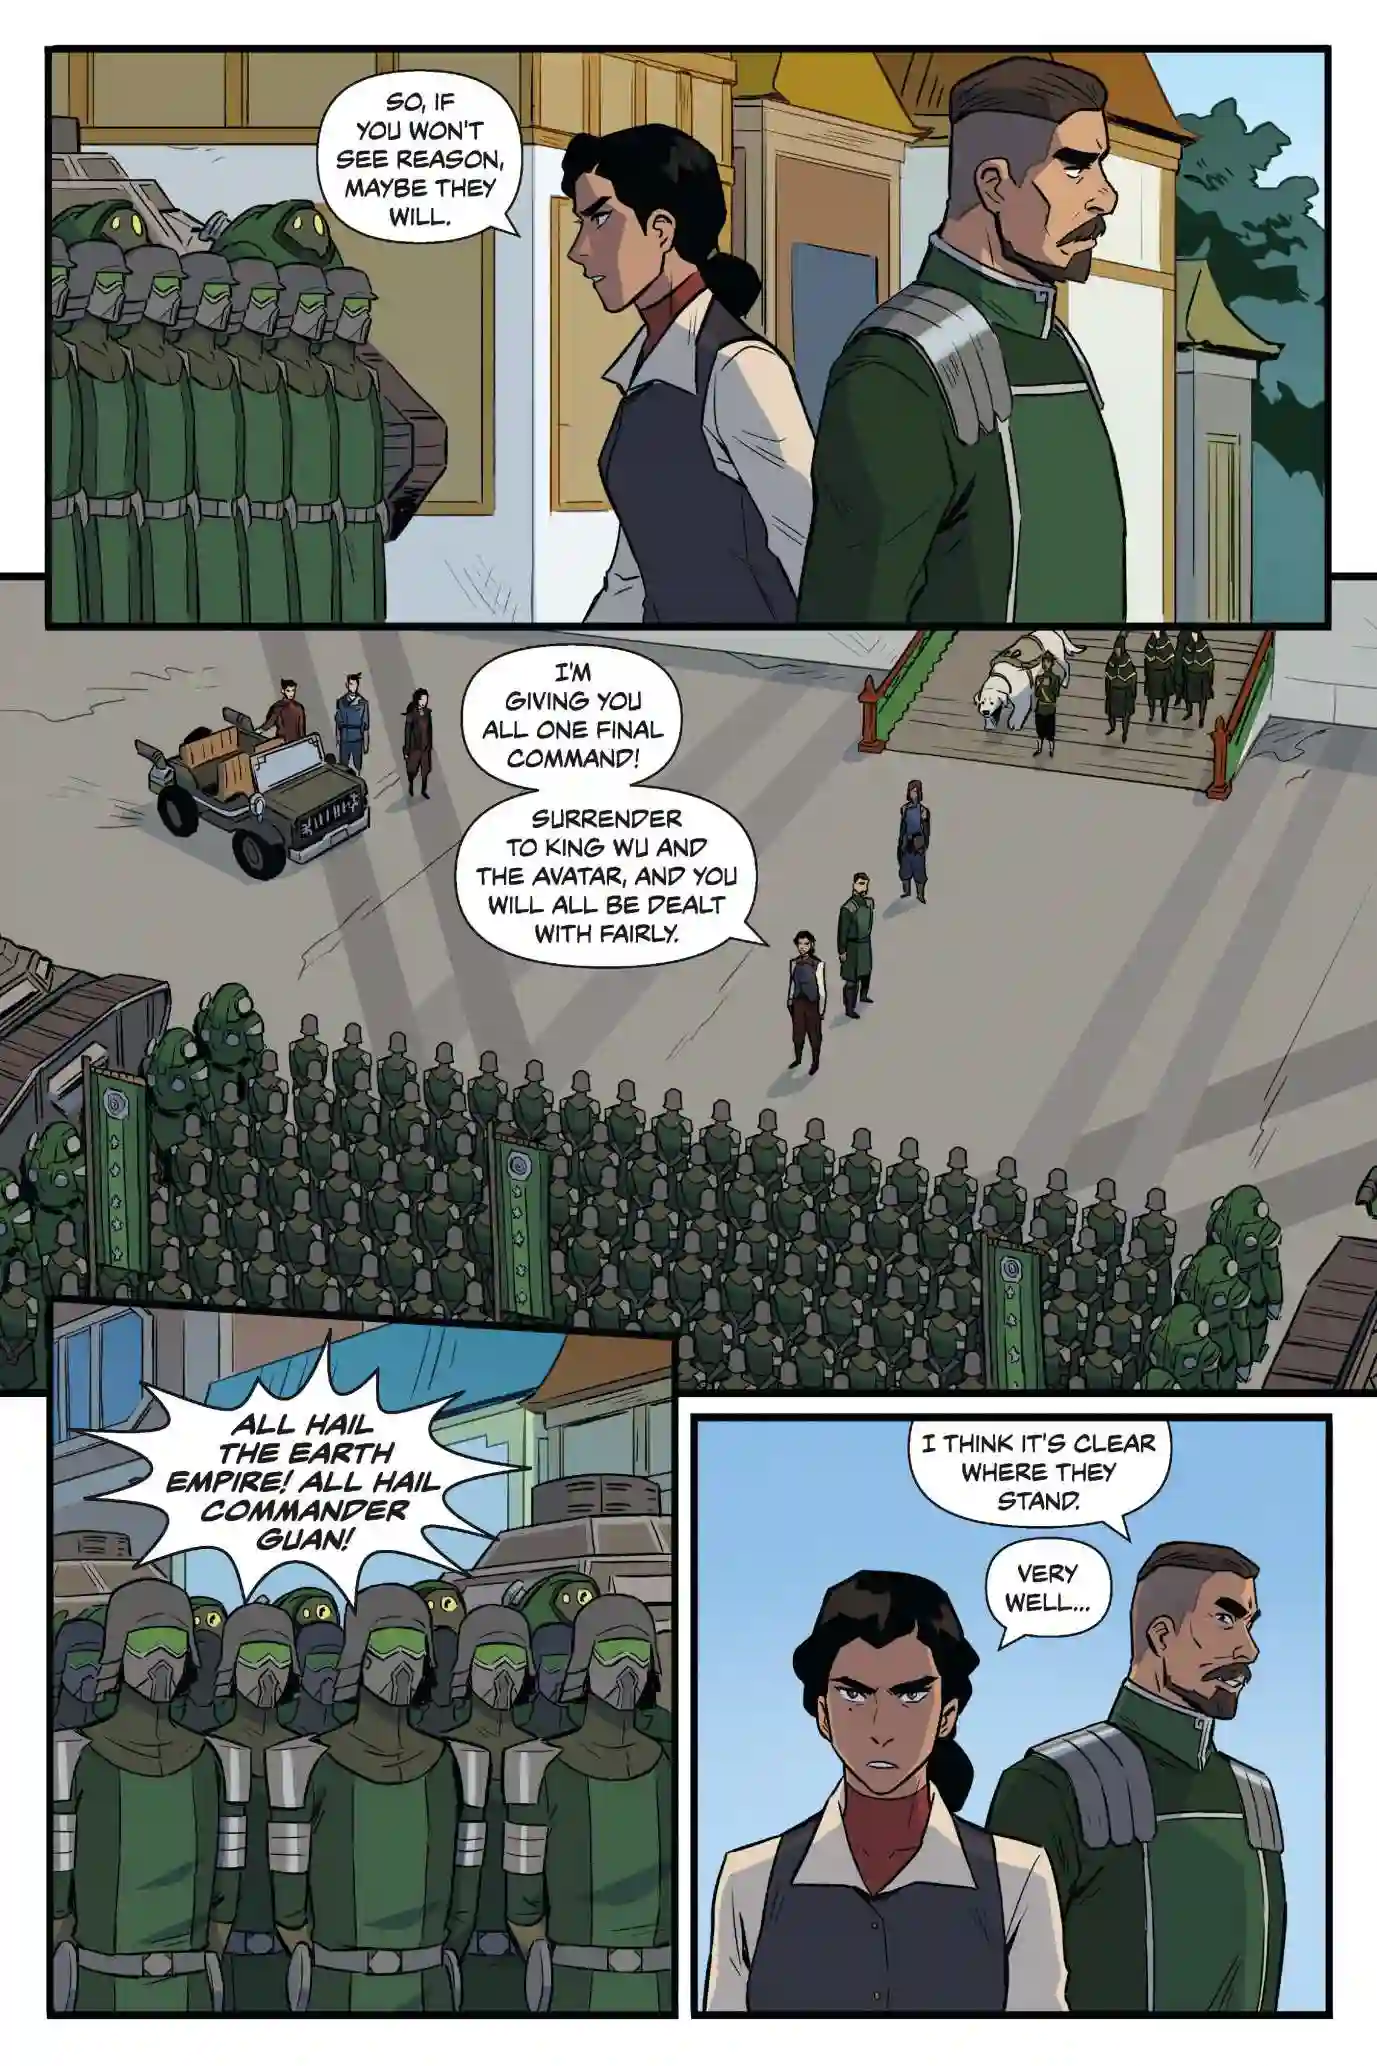 SO, IF
YOU WON'T
SEE REASON,
MAYBE THEY
WILL.
I'M
GIVING YOU
ALL ONE FINAL
COMMAND!
SURRENDER
TO KING WU AND
THE AVATAR, AND YOU
WILL ALL BE DEALT
WITH FAIRLY.
ALL HAIL
THE EARTH
EMPIRE! ALL HAIL
COMMANDER
GUAN!
I THINK IT'S CLEAR
WHERE THEY
STAND.
VERY
WELL...